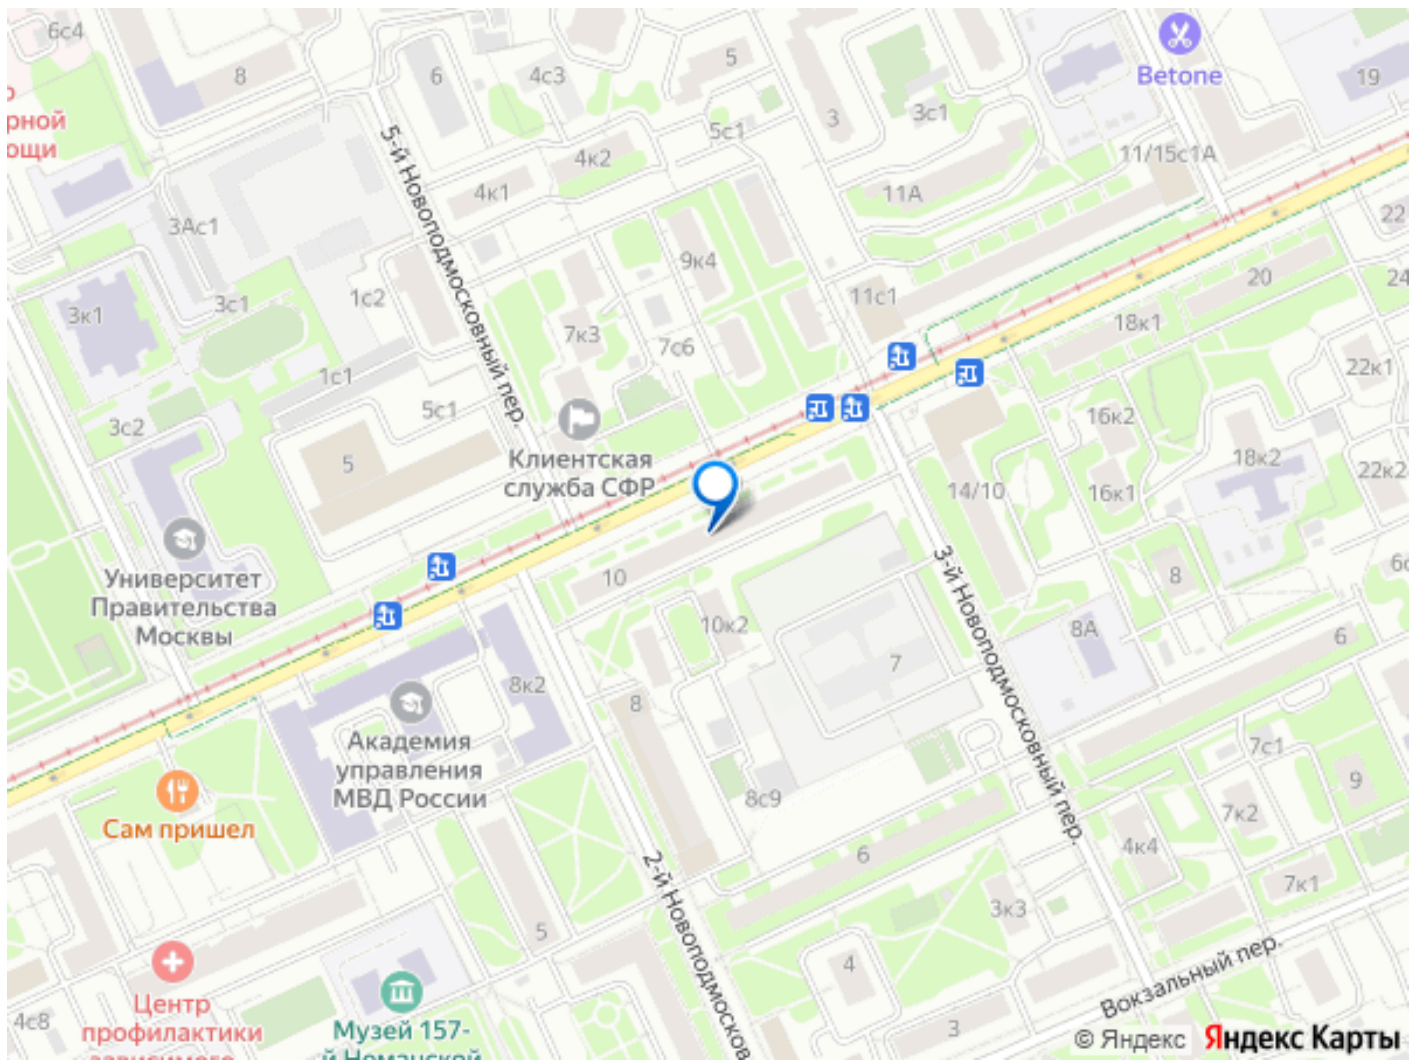 6с4
8
6
4с3
5
Betone
19
рной
ощи
5-й Новоподмосковный пер.
4к2
5с1
3
3с1
11/15с1А
4к1
11А
3Ас1
22
9к4
20
24
1с2
11с1
3с1
3к1
18к1
7к3
7с6
22к1
1с1
5с1
16к2
3с2
Клиентская
служба СФР
5
18к2
22к2
14/10
16к1
3-й Новоподмосковный пер.
Университет
Правительства
Москвы
10
8
10к2
8А
6
7
8к2
8
Академия
управления
МВД России
7с1
9
8с9
7к2
Сам пришел
4к4
6
2-й Новоподмосков
7к1
3к3
5
4
Вокзальный пер.
Центр
профилактики
зависимого
4с8
Музей 157-
й Неманской
3
© Яндекс Яндекс Карты